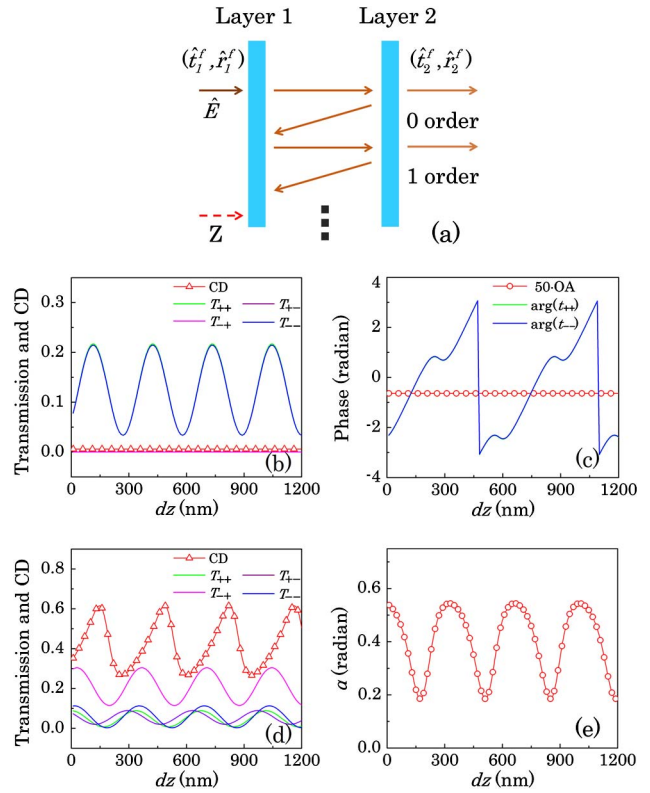 Layer 1 Layer 2
(t̂₁ᶠ, r̂₁ᶠ) (t̂₂ᶠ, r̂₂ᶠ)
Ê
0 order
1 order
Z
(a)
Transmission and CD
0.3
0.2
0.1
0.0
CD
T++ T+−
T−+ T−−
(b)
0 300 600 900 1200
dz (nm)
Phase (radian)
4
2
0
-2
-4
50·OA
arg(t++)
arg(t−−)
(c)
0 300 600 900 1200
dz (nm)
Transmission and CD
0.8
0.6
0.4
0.2
0.0
CD
T++ T+−
T−+ T−−
(d)
0 300 600 900 1200
dz (nm)
a (radian)
0.8
0.6
0.4
0.2
0.0
(e)
0 300 600 900 1200
dz (nm)